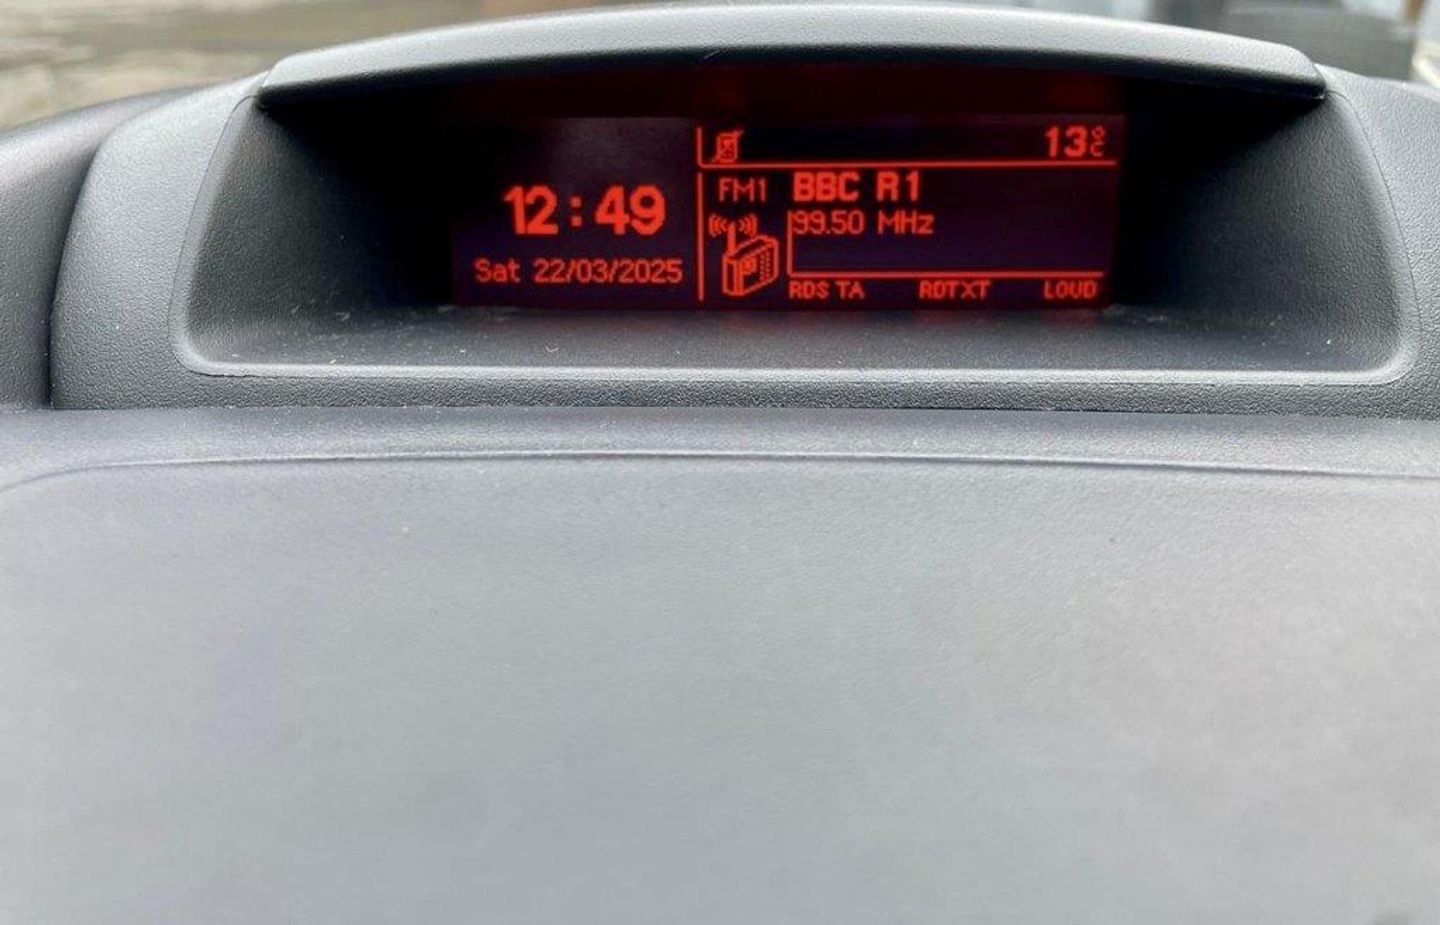 13°C
12:49
Sat 22/03/2025
FM1 BBC R1
99.50 MHz
RDS TA RDTXT LOUD